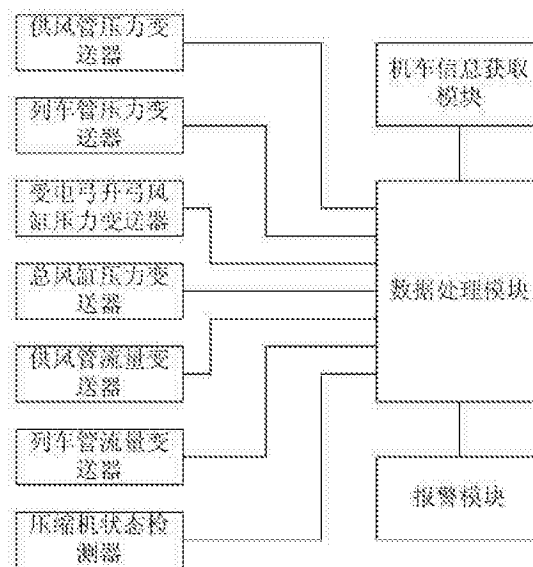 供风管压力变
送器
列车管压力变
送器
受电弓升弓风
缸压力变送器
总风缸压力变
送器
供风管流量变
送器
列车管流量变
送器
压缩机状态检
测器
机车信息获取
模块
数据处理模块
报警模块